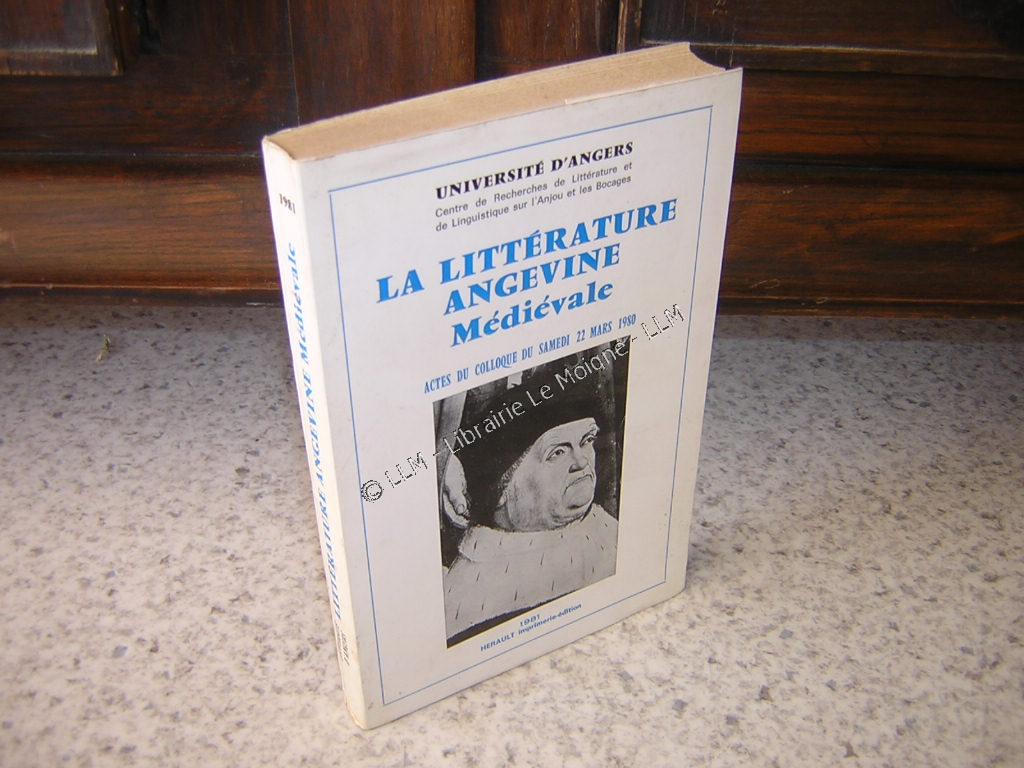 UNIVERSITÉ D'ANGERS
Centre de Recherches de Littérature et
de Linguistique sur l'Anjou et les Bocages
LA LITTÉRATURE
ANGEVINE
Médiévale
ACTES DU COLLOQUE DU SAMEDI 22 MARS 1980
© LLM - Librairie Le Moigne - LLM
1981
HERAULT imprimerie-édition
1981
LITTÉRATURE ANGEVINE Médiévale